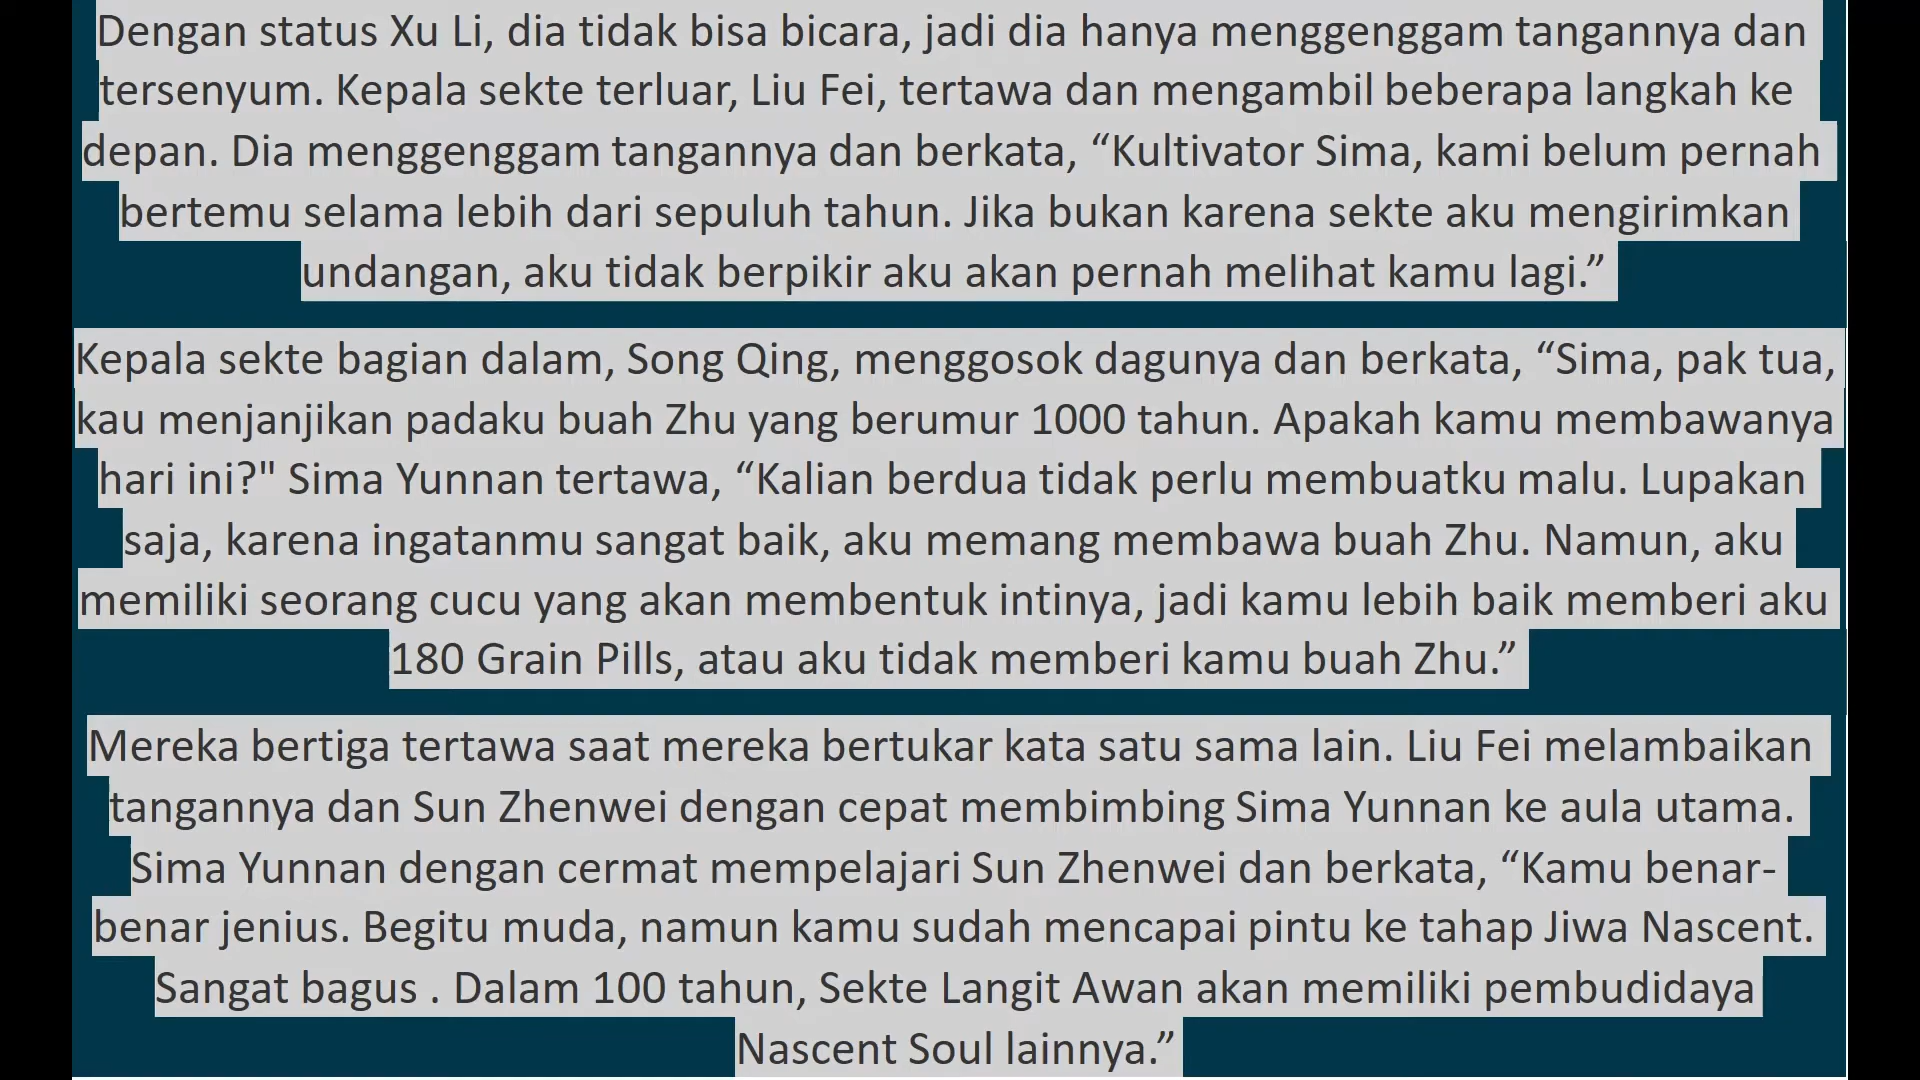 Dengan status Xu Li, dia tidak bisa bicara, jadi dia hanya menggenggam tangannya dan
tersenyum. Kepala sekte terluar, Liu Fei, tertawa dan mengambil beberapa langkah ke
depan. Dia menggenggam tangannya dan berkata, “Kultivator Sima, kami belum pernah
bertemu selama lebih dari sepuluh tahun. Jika bukan karena sekte aku mengirimkan
undangan, aku tidak berpikir aku akan pernah melihat kamu lagi.”
Kepala sekte bagian dalam, Song Qing, menggosok dagunya dan berkata, “Sima, pak tua,
kau menjanjikan padaku buah Zhu yang berumur 1000 tahun. Apakah kamu membawanya
hari ini?" Sima Yunnan tertawa, “Kalian berdua tidak perlu membuatku malu. Lupakan
saja, karena ingatanmu sangat baik, aku memang membawa buah Zhu. Namun, aku
memiliki seorang cucu yang akan membentuk intinya, jadi kamu lebih baik memberi aku
180 Grain Pills, atau aku tidak memberi kamu buah Zhu.”
Mereka bertiga tertawa saat mereka bertukar kata satu sama lain. Liu Fei melambaikan
tangannya dan Sun Zhenwei dengan cepat membimbing Sima Yunnan ke aula utama.
Sima Yunnan dengan cermat mempelajari Sun Zhenwei dan berkata, “Kamu benar-
benar jenius. Begitu muda, namun kamu sudah mencapai pintu ke tahap Jiwa Nascent.
Sangat bagus . Dalam 100 tahun, Sekte Langit Awan akan memiliki pembudidaya
Nascent Soul lainnya.”